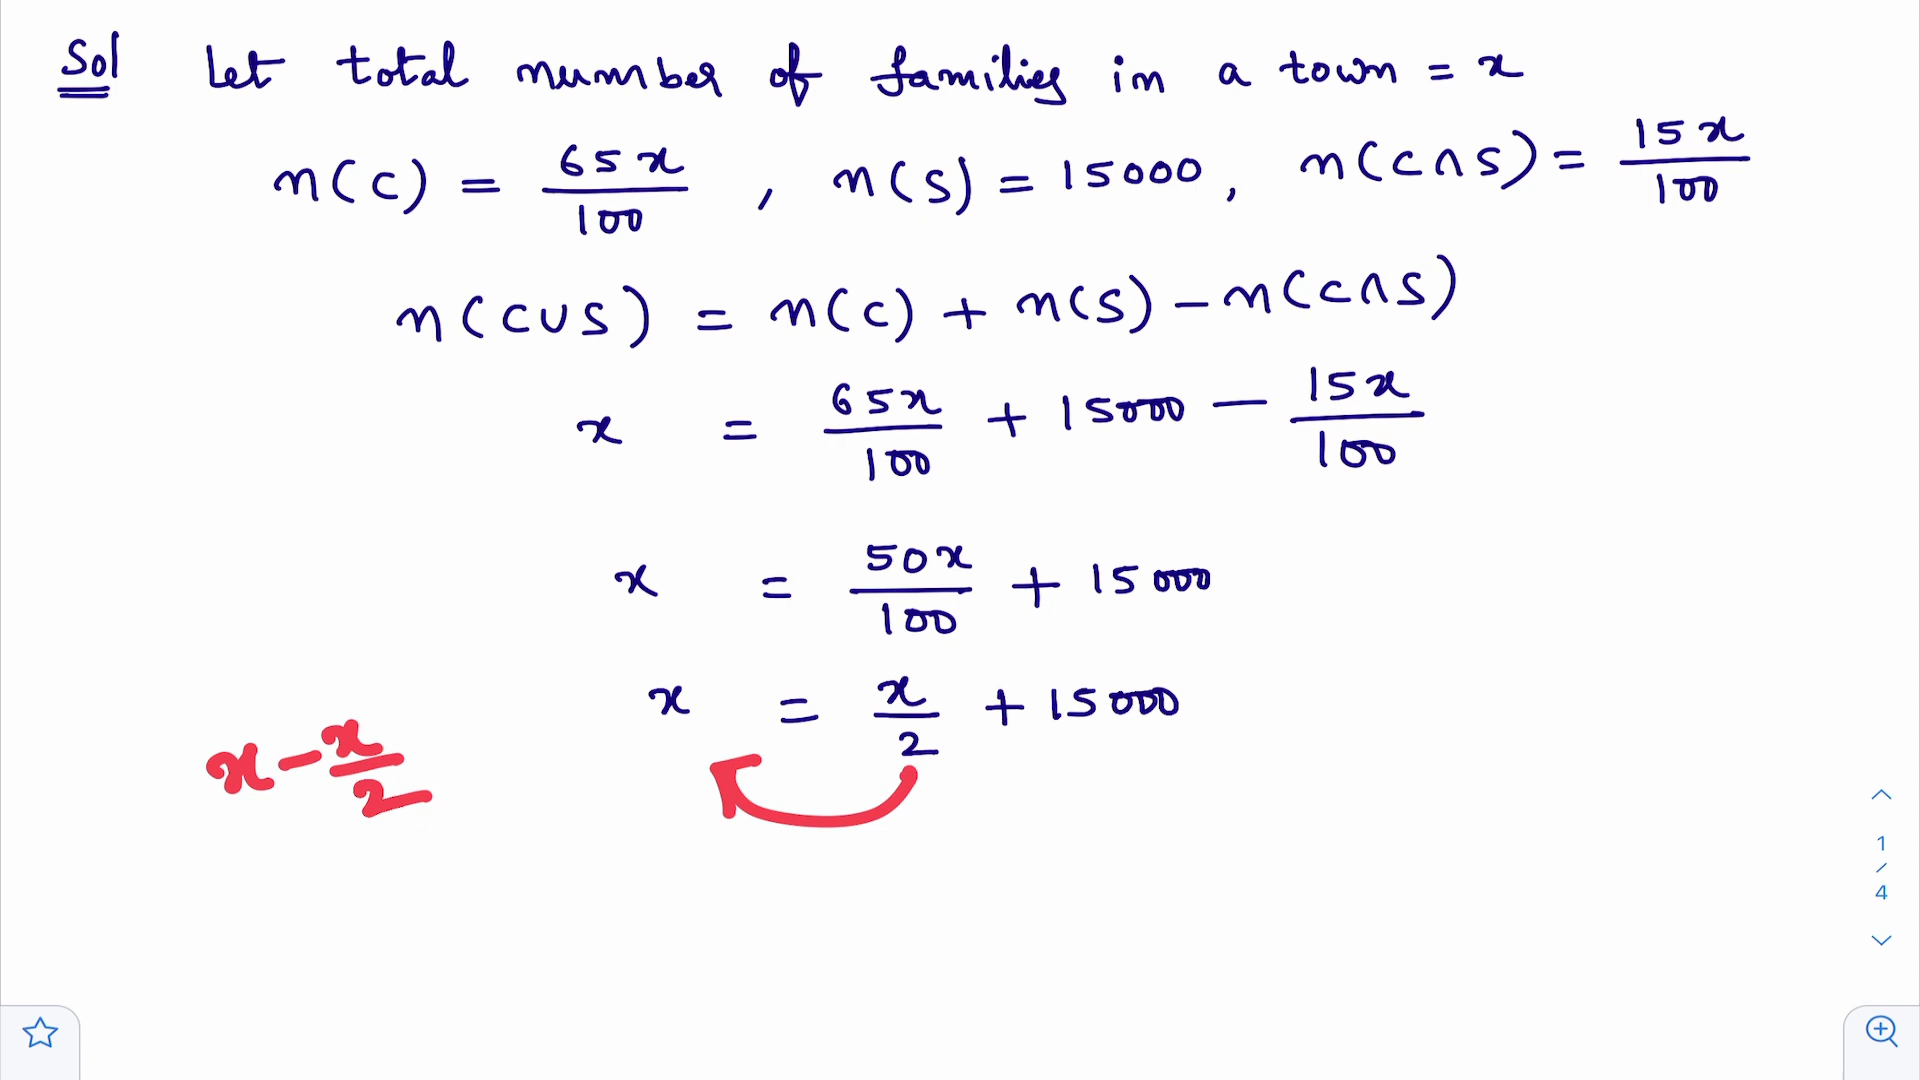 Sol Let total number of families in a town = x
n(C) = 65x/100 , n(S) = 15000, n(C∩S) = 15x/100
n(C∪S) = n(C) + n(S) − n(C∩S)
x = 65x/100 + 15000 − 15x/100
x = 50x/100 + 15000
x = x/2 + 15000
x − x/2
1
/
4